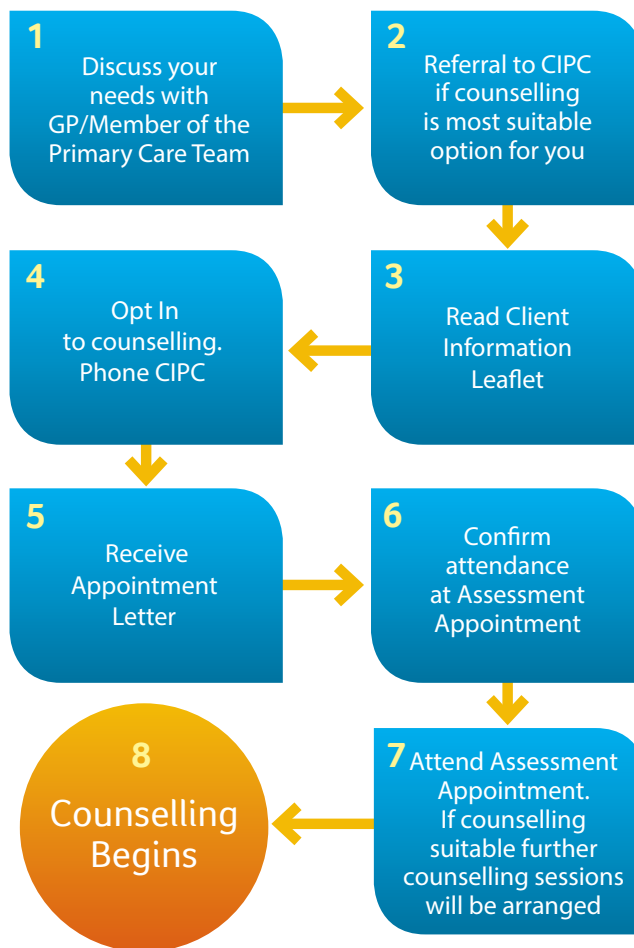 1
Discuss your
needs with
GP/Member of the
Primary Care Team
2
Referral to CIPC
if counselling
is most suitable
option for you
3
Read Client
Information
Leaflet
4
Opt In
to counselling.
Phone CIPC
5
Receive
Appointment
Letter
6
Confirm
attendance
at Assessment
Appointment
7
Attend Assessment
Appointment.
If counselling
suitable further
counselling sessions
will be arranged
8
Counselling
Begins